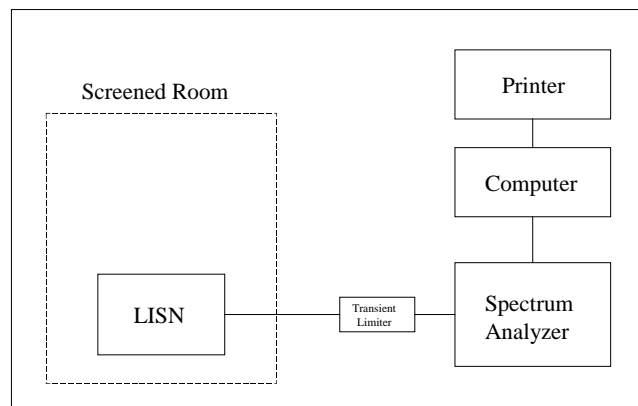 Screened Room
Printer
Computer
LISN
Transient
Limiter
Spectrum
Analyzer